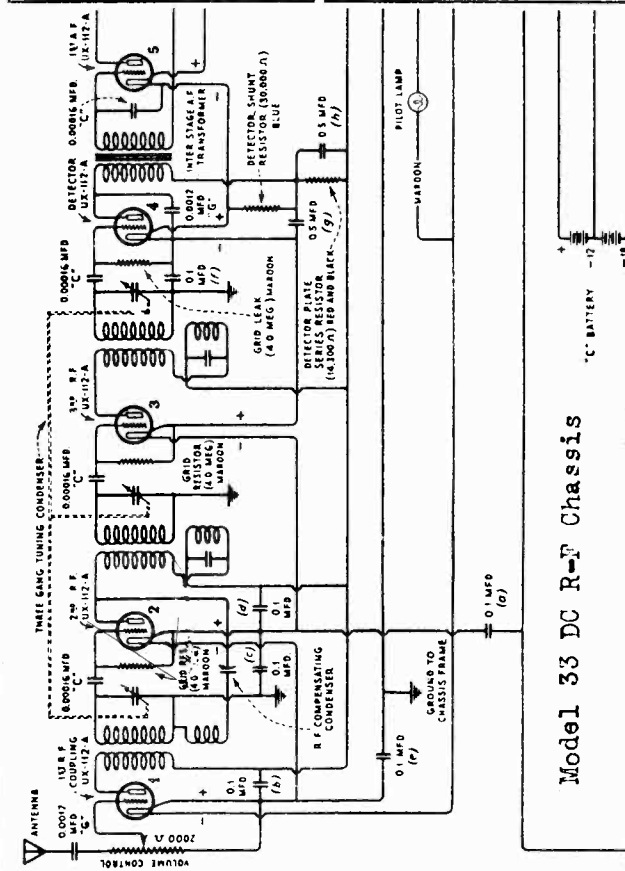 ANTENNA
0.0017
MFD
"G"
VOLUME CONTROL
2000 Ω
1ST R.F.
COUPLING
UX-112-A
1
+
−
0.1
MFD
(b)
THREE GANG TUNING CONDENSER
0.00016 MFD
"C"
2ND R.F.
UX-112-A
2
+
−
MAROON
(c)
0.1
MFD.
(d)
0.1
MFD
R F COMPENSATING
CONDENSER
0.00016 MFD.
"C"
3RD R.F.
UX-112-A
3
+
−
GRID
RESISTOR
(4.0 MEG)
MAROON
0.00016 MFD
"C"
DETECTOR
UX-112-A
4
+
−
0.1
MFD
(f)
0.0012
MFD
"G"
GRID LEAK
(4.0 MEG) MAROON
INTER STAGE A.F.
TRANSFORMER
0.00016 MFD.
"C"
1ST A.F.
UX-112-A
5
+
−
DETECTOR SHUNT
RESISTOR (30,000 Ω)
BLUE
0.5 MFD
(h)
0.5 MFD
(g)
DETECTOR PLATE
SERIES RESISTOR
(14,300 Ω) RED AND BLACK
0.1 MFD
(e)
GROUND TO
CHASSIS FRAME
0.1 MFD
(a)
PILOT LAMP
MAROON
+
−12
−18
"C" BATTERY
Model 33 DC R-F Chassis